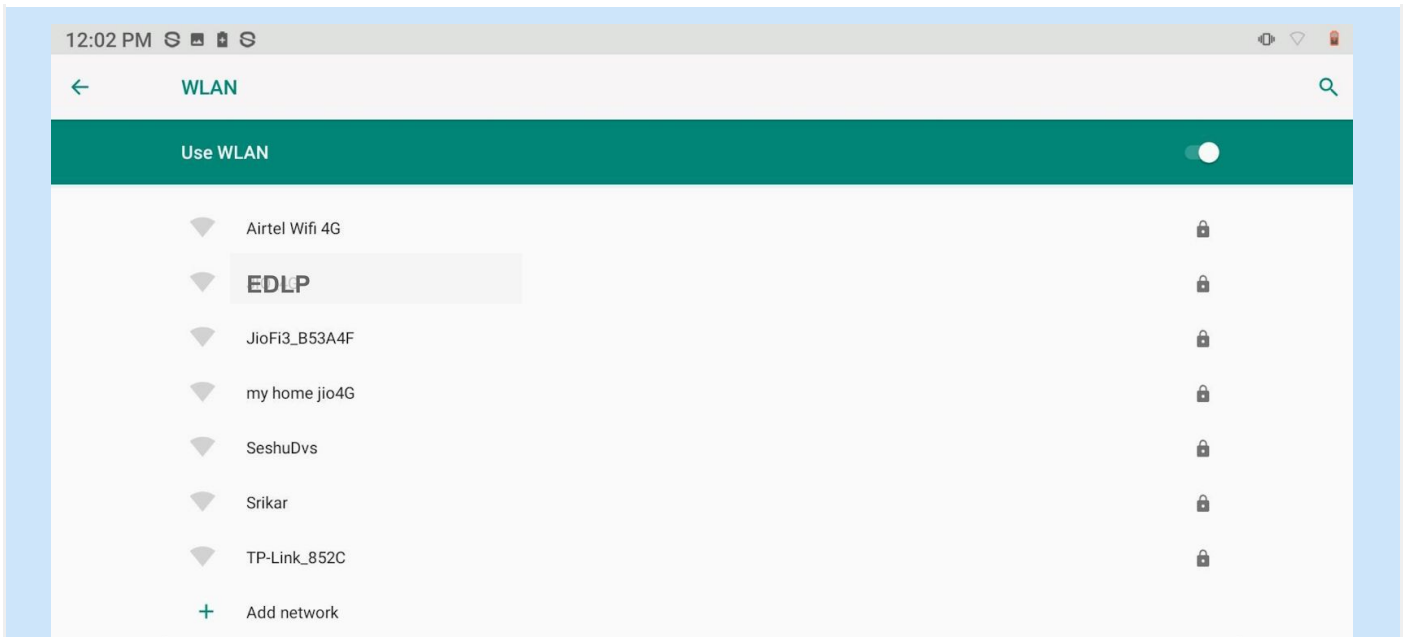 12:02 PM
WLAN
Use WLAN
Airtel Wifi 4G
EDLP
JioFi3_B53A4F
my home jio4G
SeshuDvs
Srikar
TP-Link_852C
Add network